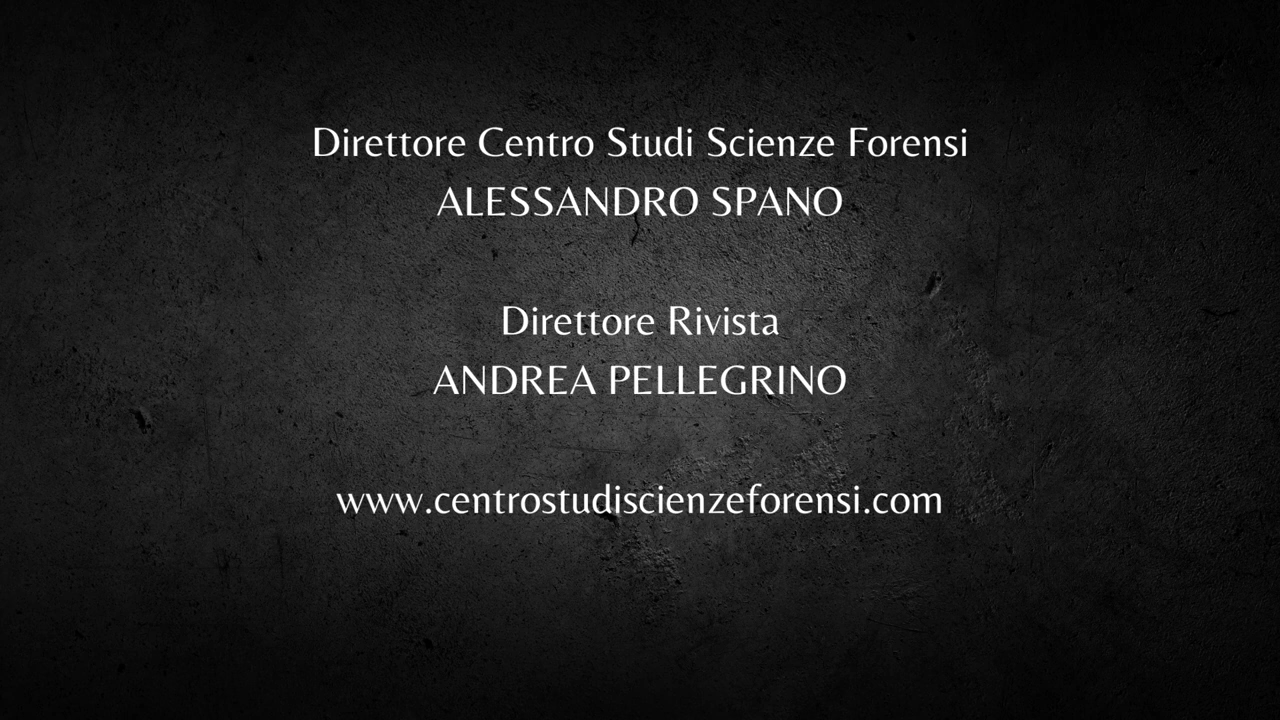 Direttore Centro Studi Scienze Forensi
ALESSANDRO SPANO
Direttore Rivista
ANDREA PELLEGRINO
www.centrostudiscienzeforensi.com